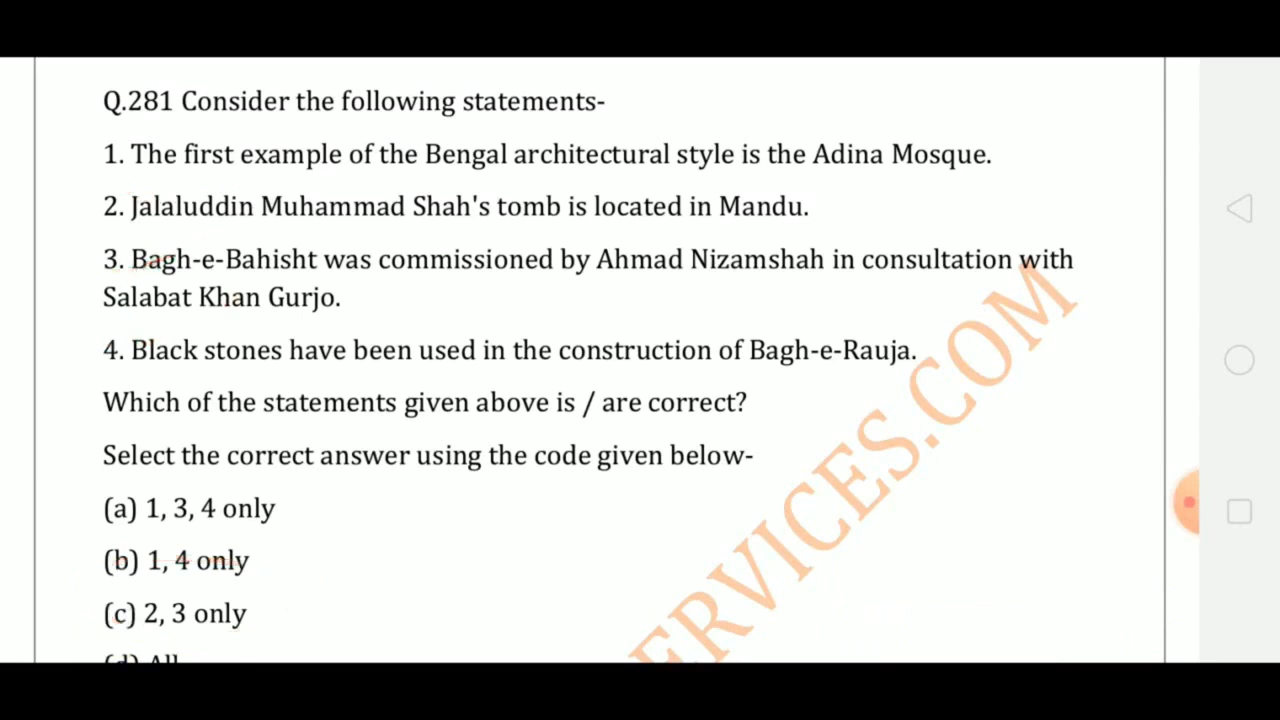 Q.281 Consider the following statements-
1. The first example of the Bengal architectural style is the Adina Mosque.
2. Jalaluddin Muhammad Shah's tomb is located in Mandu.
3. Bagh-e-Bahisht was commissioned by Ahmad Nizamshah in consultation with
Salabat Khan Gurjo.
4. Black stones have been used in the construction of Bagh-e-Rauja.
Which of the statements given above is / are correct?
Select the correct answer using the code given below-
(a) 1, 3, 4 only
(b) 1, 4 only
(c) 2, 3 only
(d) All
ERVICES.COM